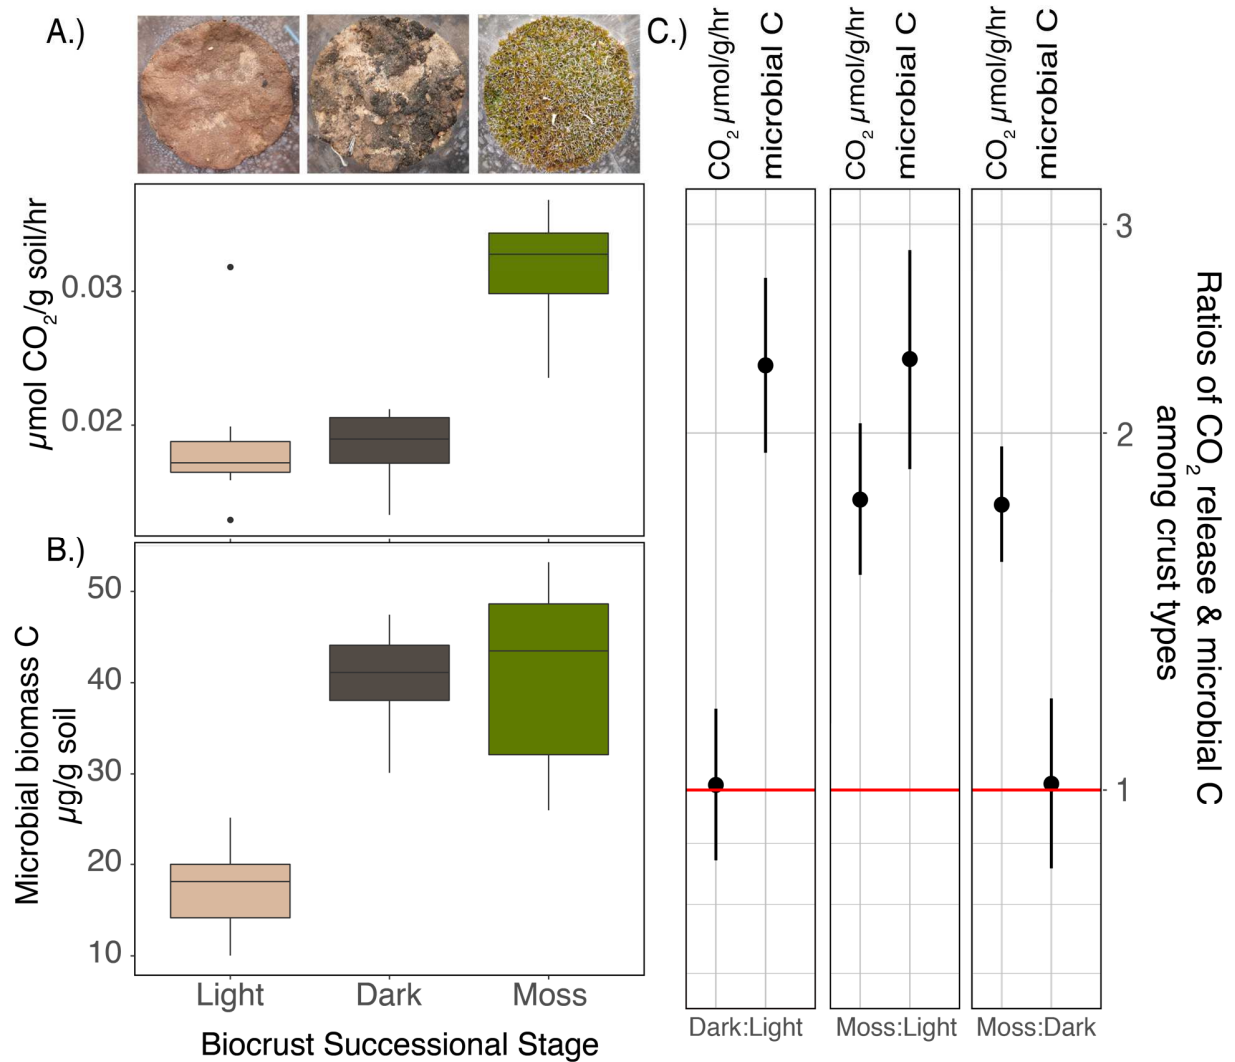 A.)
µmol CO2/g soil/hr
0.03
0.02
B.)
Microbial biomass C
µg/g soil
50
40
30
20
10
Light
Dark
Moss
Biocrust Successional Stage
C.)
CO2 µmol/g/hr
microbial C
CO2 µmol/g/hr
microbial C
CO2 µmol/g/hr
microbial C
3
2
1
Ratios of CO2 release & microbial C
among crust types
Dark:Light
Moss:Light
Moss:Dark